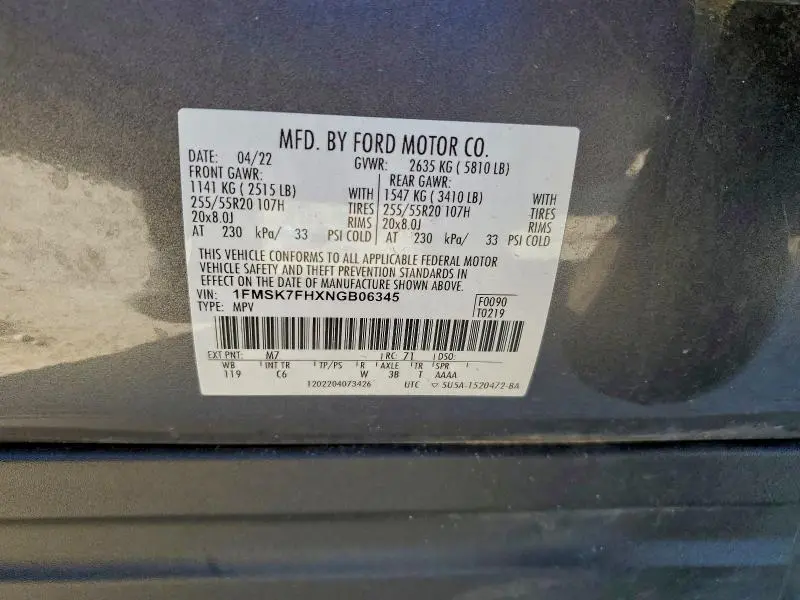 MFD. BY FORD MOTOR CO.
DATE: 04/22 GVWR: 2635 KG ( 5810 LB)
FRONT GAWR: REAR GAWR:
1141 KG ( 2515 LB) WITH 1547 KG ( 3410 LB) WITH
255/55R20 107H TIRES 255/55R20 107H TIRES
20x8.0J RIMS 20x8.0J RIMS
AT 230 kPa/ 33 PSI COLD AT 230 kPa/ 33 PSI COLD
THIS VEHICLE CONFORMS TO ALL APPLICABLE FEDERAL MOTOR
VEHICLE SAFETY AND THEFT PREVENTION STANDARDS IN
EFFECT ON THE DATE OF MANUFACTURE SHOWN ABOVE.
VIN: 1FMSK7FHXNGB06345 F0090
TYPE: MPV T0219
EXT PNT: M7 RC: 71 DSO:
WB INT TR TP/PS R AXLE TR SPR
119 C6 W 3B T AAAA
1202204073426 UTC ▽ 5U5A-1520472-BA